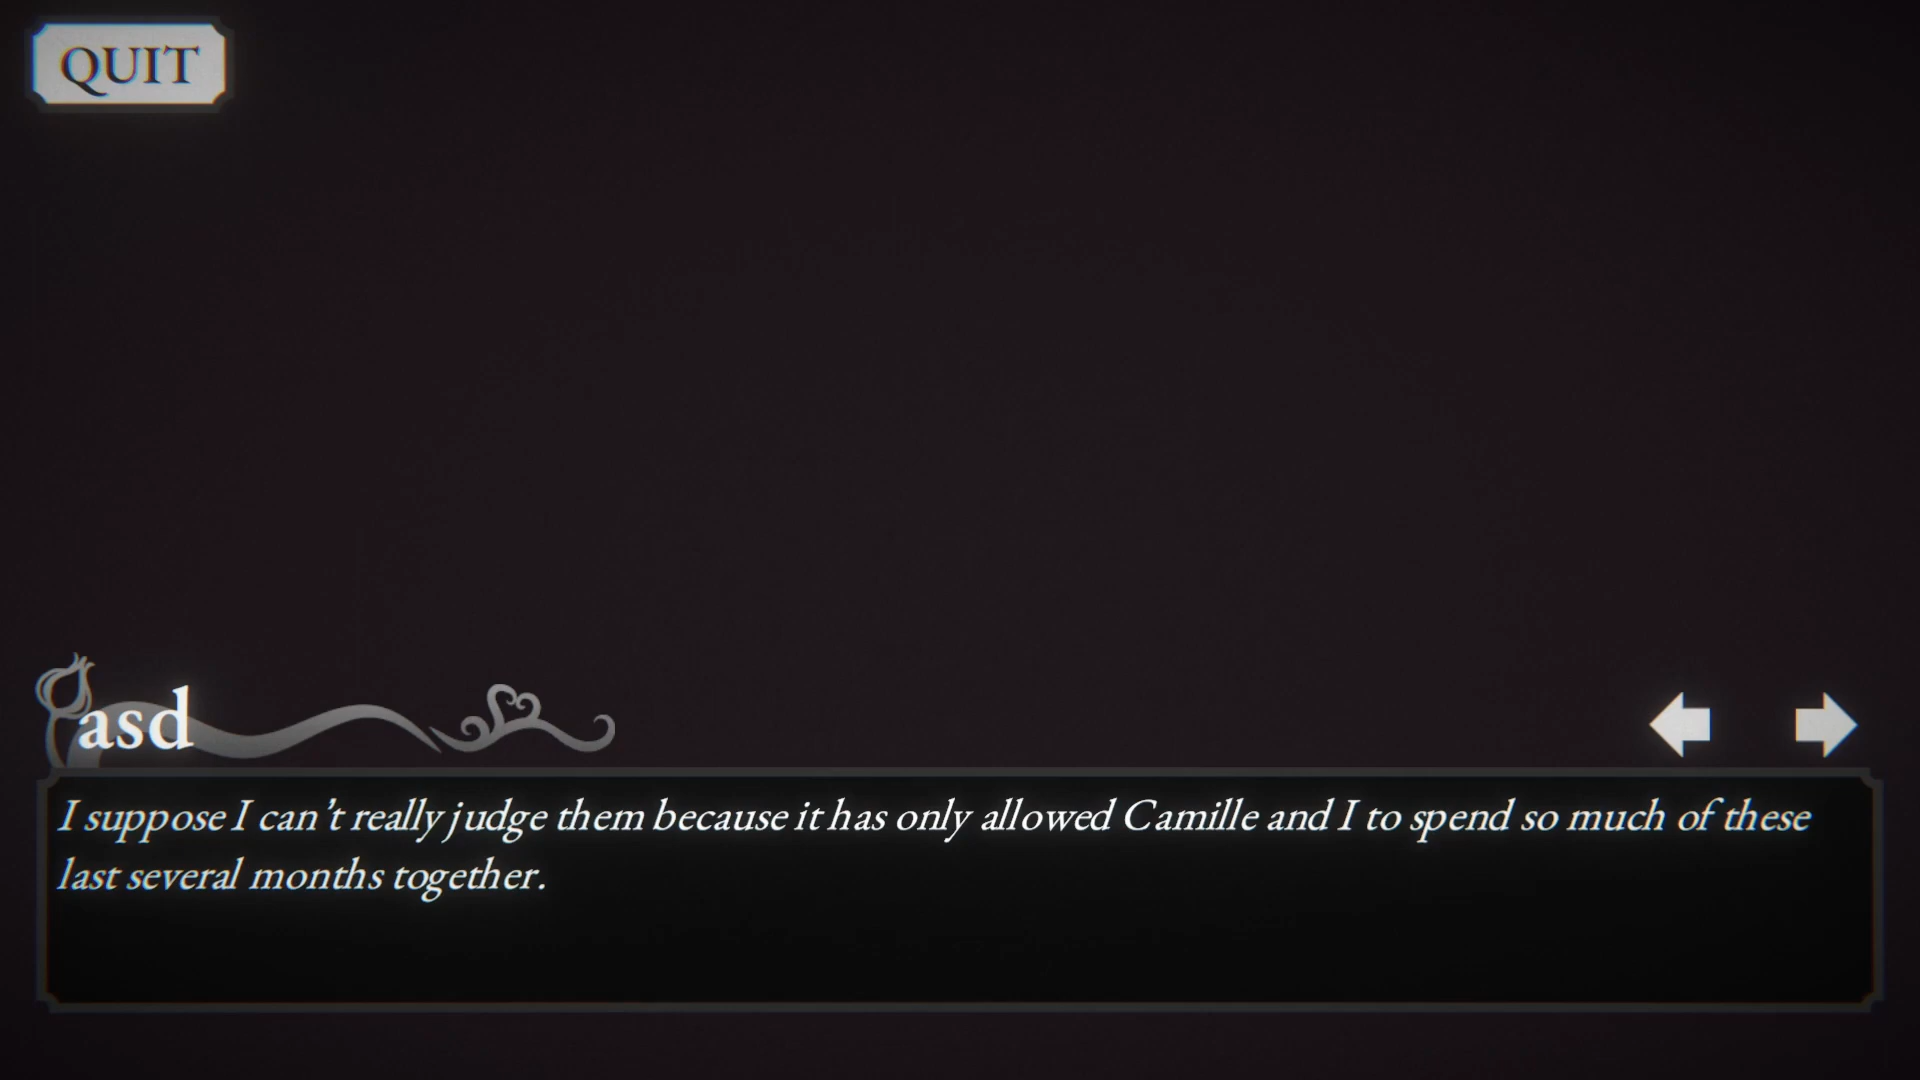 QUIT
asd
I suppose I can’t really judge them because it has only allowed Camille and I to spend so much of these
last several months together.